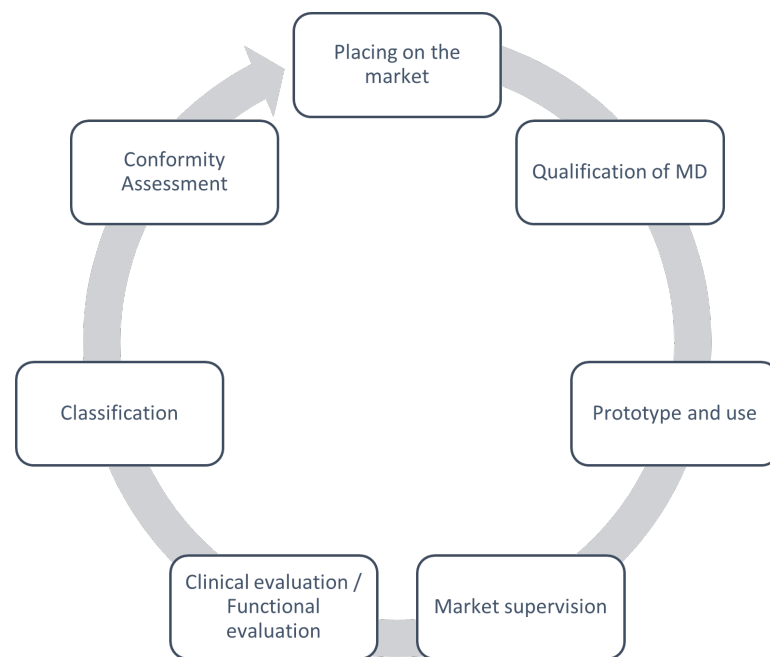 Placing on the
market
Qualification of MD
Prototype and use
Market supervision
Clinical evaluation /
Functional
evaluation
Classification
Conformity
Assessment